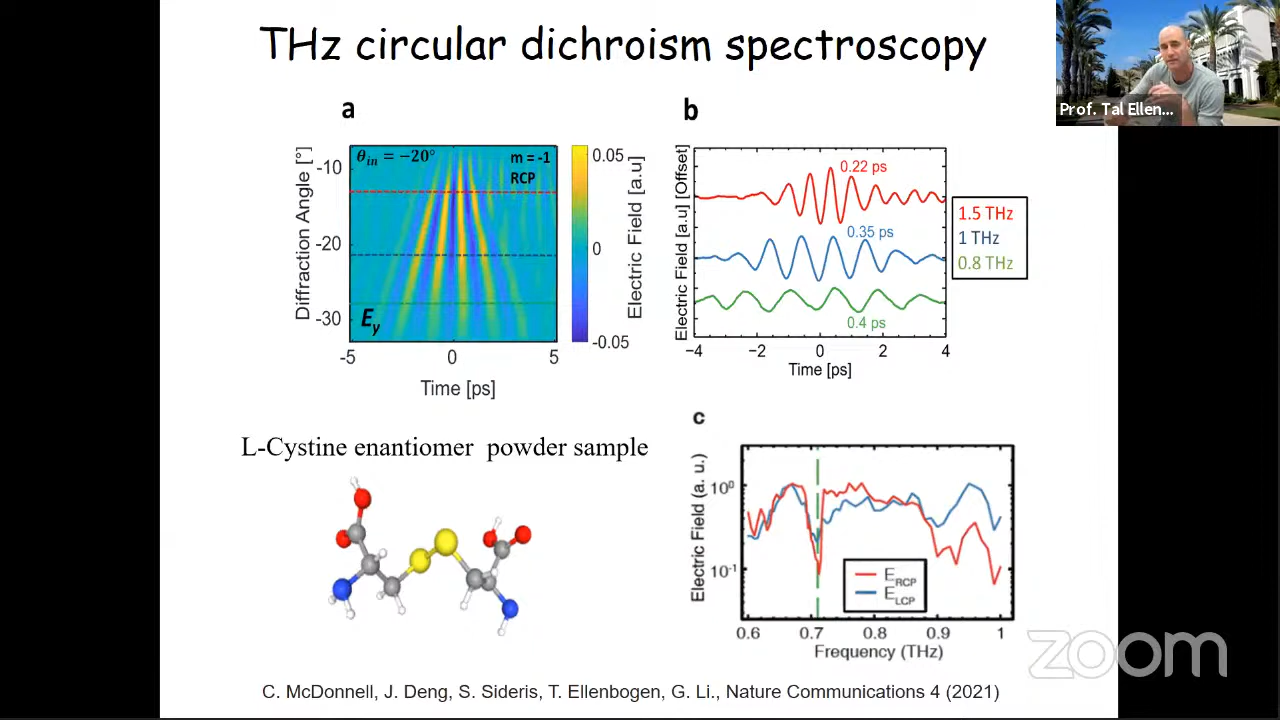 THz circular dichroism spectroscopy
Prof. Tal Ellen...
a
θin = −20°
m = -1
RCP
Ey
-10
-20
-30
Diffraction Angle [°]
-5
0
5
Time [ps]
0.05
0
-0.05
Electric Field [a.u]
b
0.22 ps
0.35 ps
0.4 ps
Electric Field [a.u] [Offset]
−4
−2
0
2
4
Time [ps]
1.5 THz
1 THz
0.8 THz
L-Cystine enantiomer powder sample
c
Electric Field (a. u.)
10⁰
10⁻¹
ERCP
ELCP
0.6
0.7
0.8
0.9
1
Frequency (THz)
zoom
C. McDonnell, J. Deng, S. Sideris, T. Ellenbogen, G. Li., Nature Communications 4 (2021)